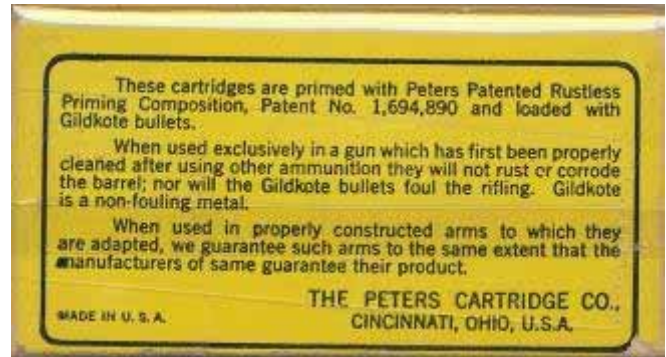 These cartridges are primed with Peters Patented Rustless
Priming Composition, Patent No. 1,694,890 and loaded with
Gildkote bullets.
When used exclusively in a gun which has first been properly
cleaned after using other ammunition they will not rust or corrode
the barrel; nor will the Gildkote bullets foul the rifling. Gildkote
is a non-fouling metal.
When used in properly constructed arms to which they
are adapted, we guarantee such arms to the same extent that the
manufacturers of same guarantee their product.
THE PETERS CARTRIDGE CO.,
MADE IN U. S. A.
CINCINNATI, OHIO, U.S.A.